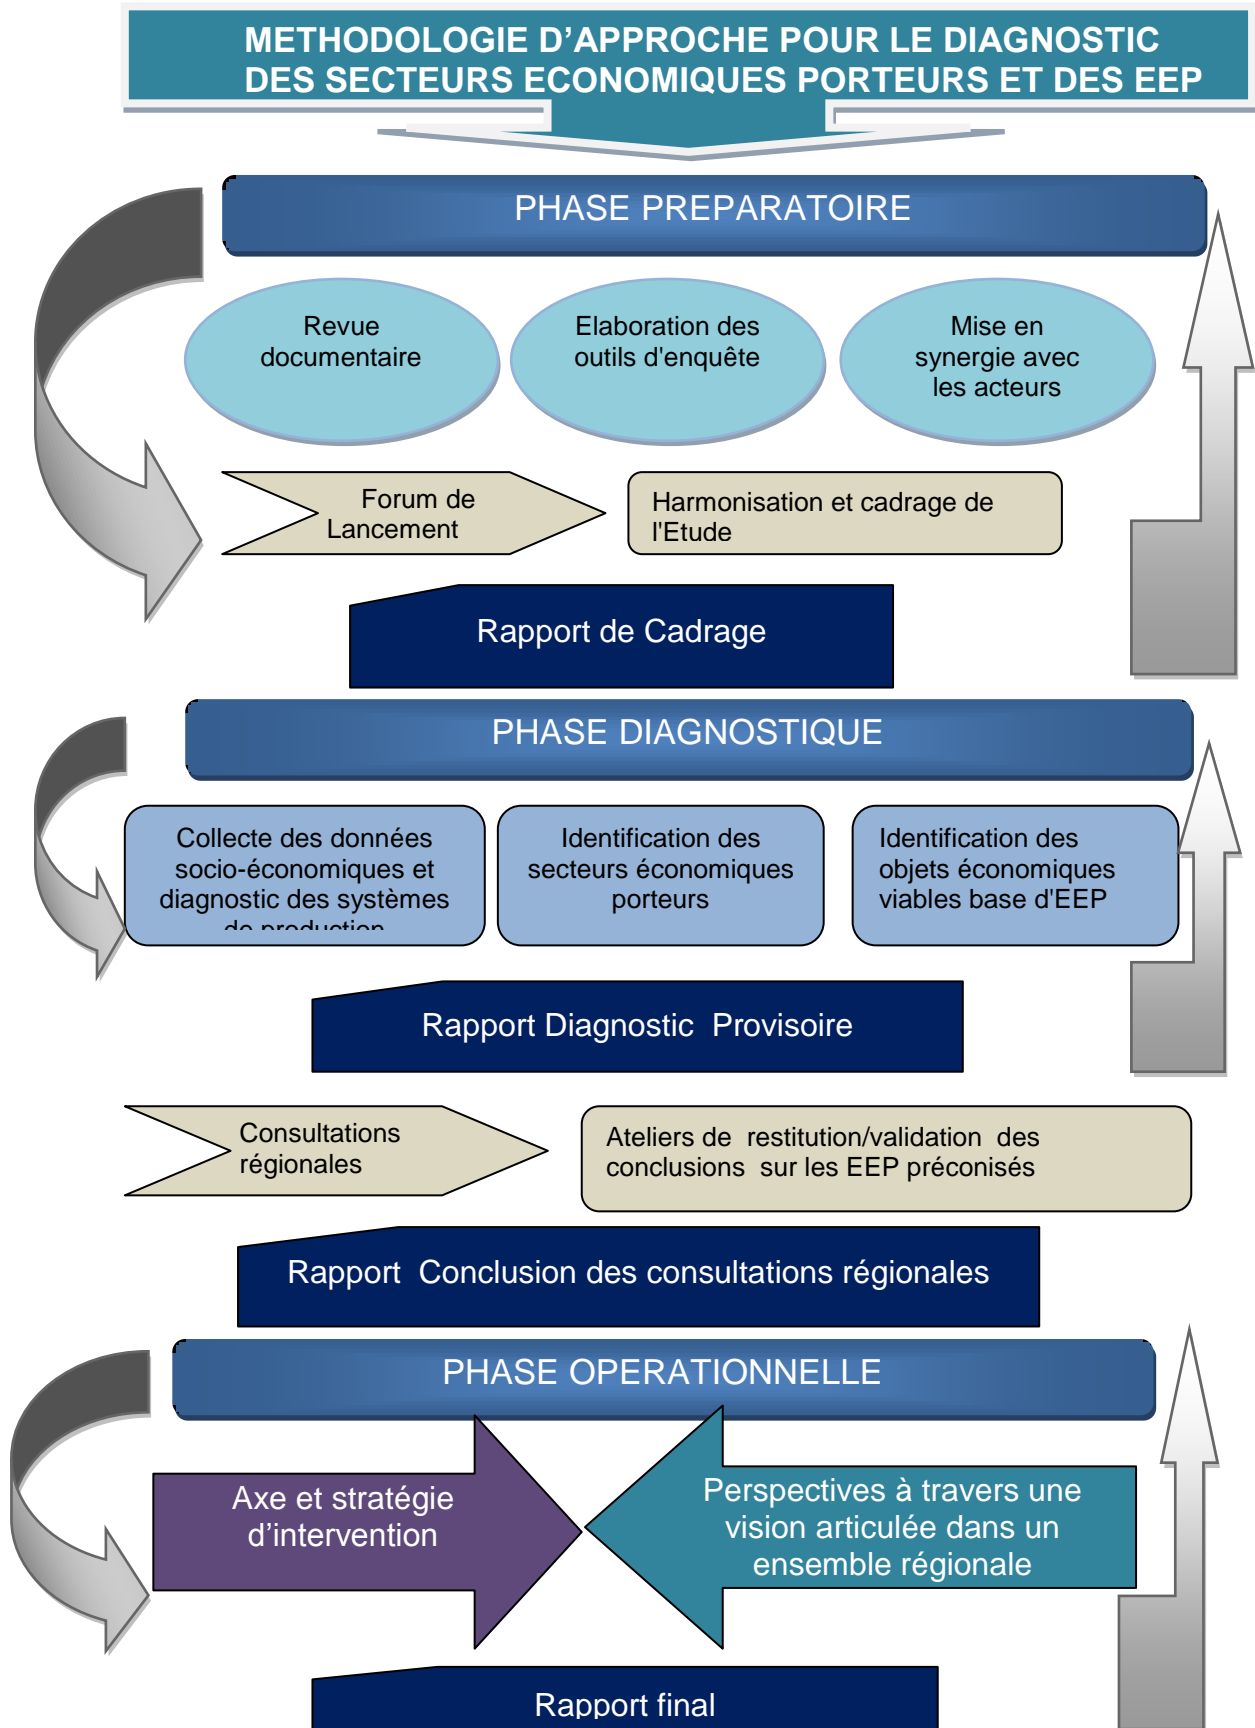 METHODOLOGIE D’APPROCHE POUR LE DIAGNOSTIC
DES SECTEURS ECONOMIQUES PORTEURS ET DES EEP
PHASE PREPARATOIRE
Revue
documentaire
Elaboration des
outils d'enquête
Mise en
synergie avec
les acteurs
Forum de
Lancement
Harmonisation et cadrage de
l'Etude
Rapport de Cadrage
PHASE DIAGNOSTIQUE
Collecte des données
socio-économiques et
diagnostic des systèmes
de production
Identification des
secteurs économiques
porteurs
Identification des
objets économiques
viables base d'EEP
Rapport Diagnostic Provisoire
Consultations
régionales
Ateliers de restitution/validation des
conclusions sur les EEP préconisés
Rapport Conclusion des consultations régionales
PHASE OPERATIONNELLE
Axe et stratégie
d’intervention
Perspectives à travers une
vision articulée dans un
ensemble régionale
Rapport final